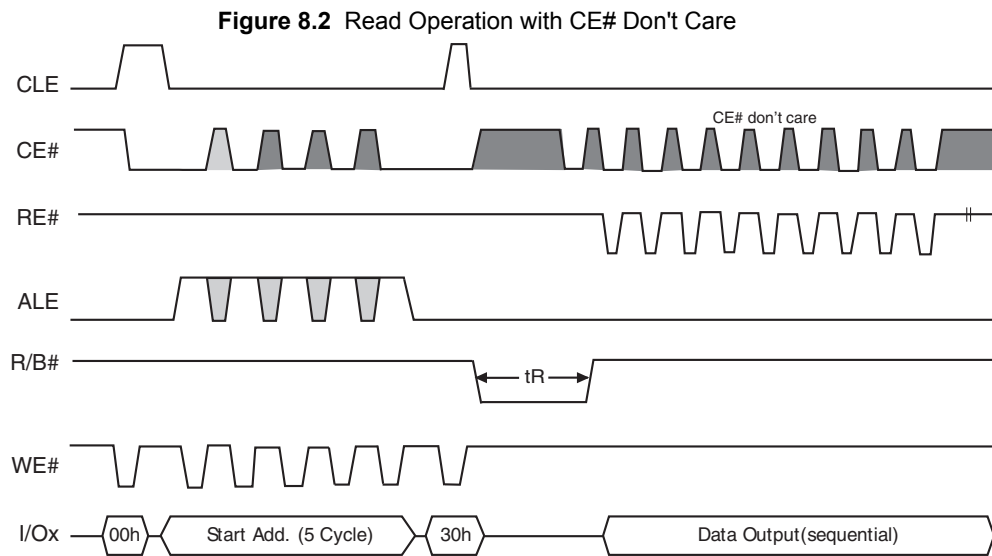 Figure 8.2 Read Operation with CE# Don't Care
CLE
CE# don't care
CE#
RE#
ALE
R/B#
tR
WE#
I/Ox
00h
Start Add. (5 Cycle)
30h
Data Output(sequential)